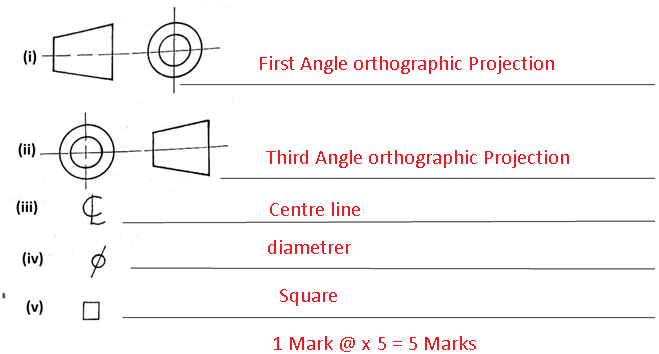 (i) First Angle orthographic Projection
(ii) Third Angle orthographic Projection
(iii) ℄ Centre line
(iv) ⌀ diametrer
(v) □ Square
1 Mark @ x 5 = 5 Marks